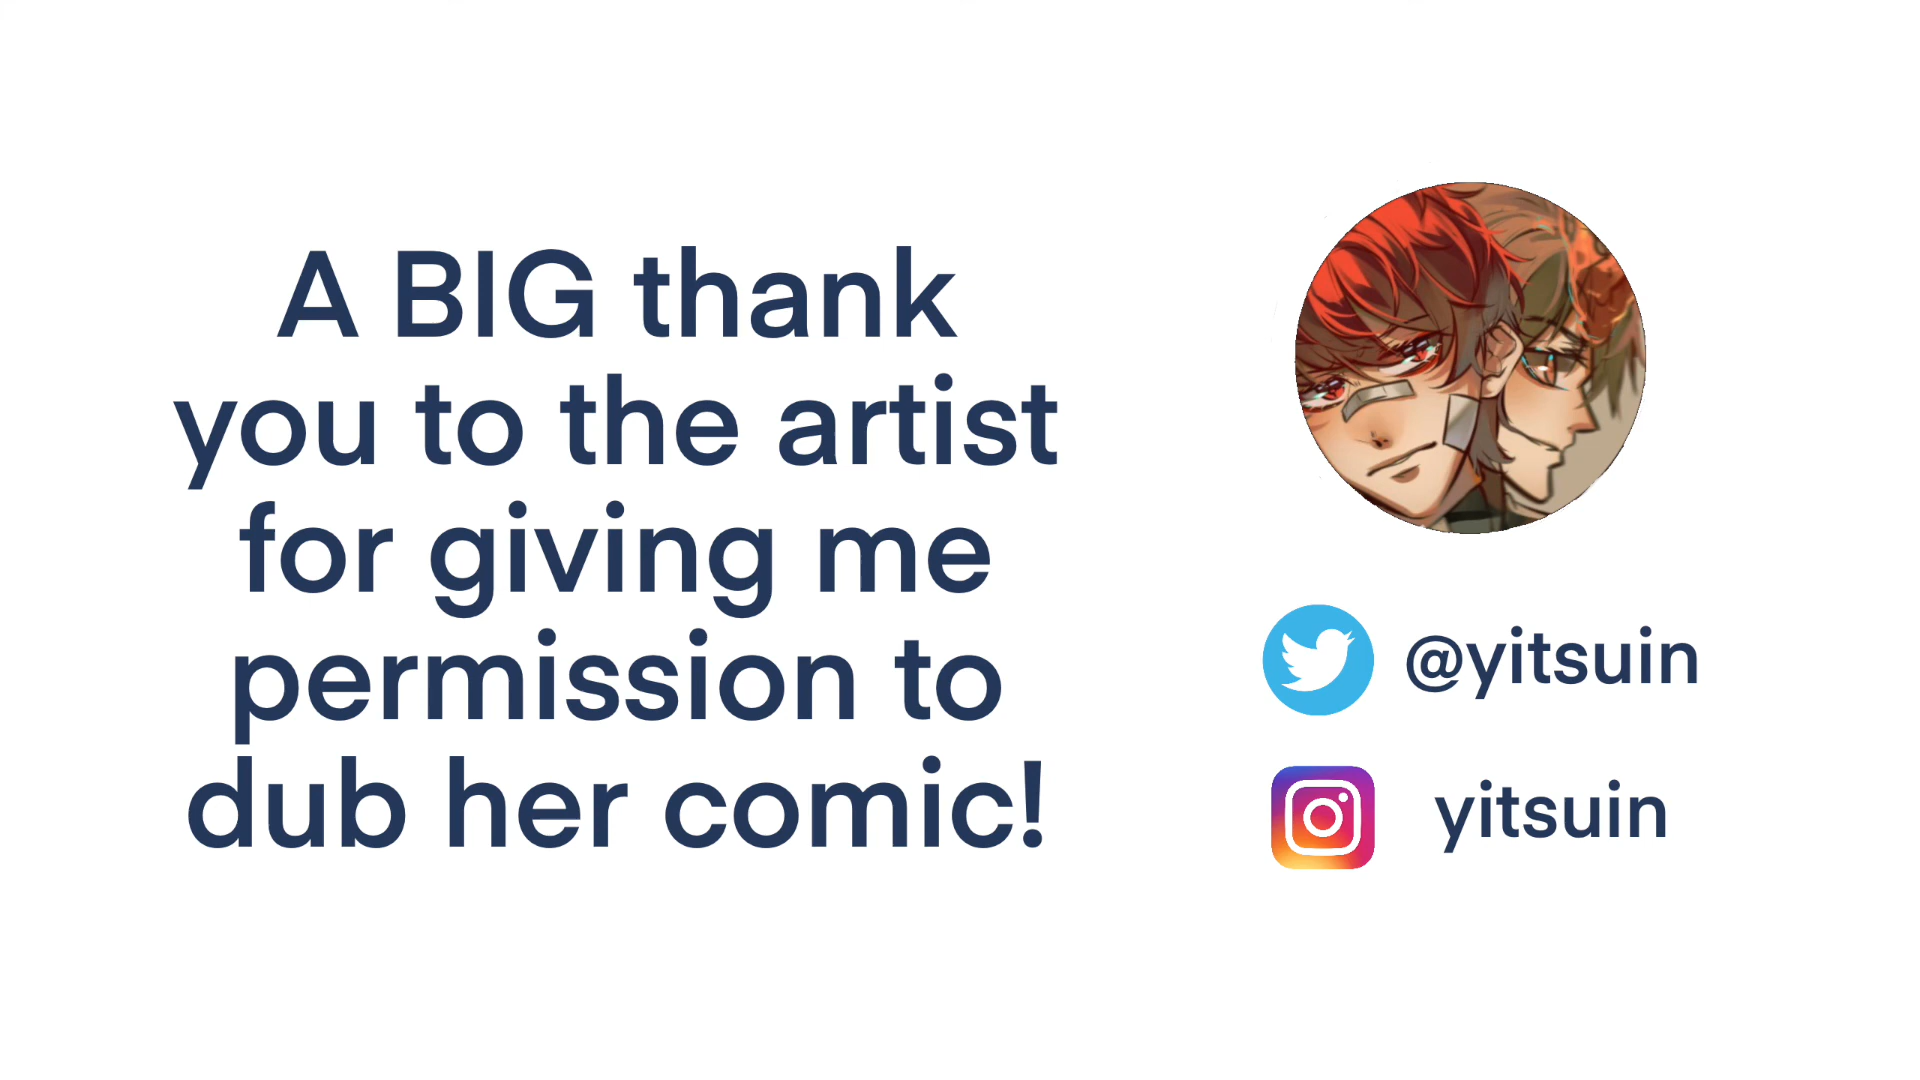 A BIG thank
you to the artist
for giving me
permission to
dub her comic!
@yitsuin
yitsuin